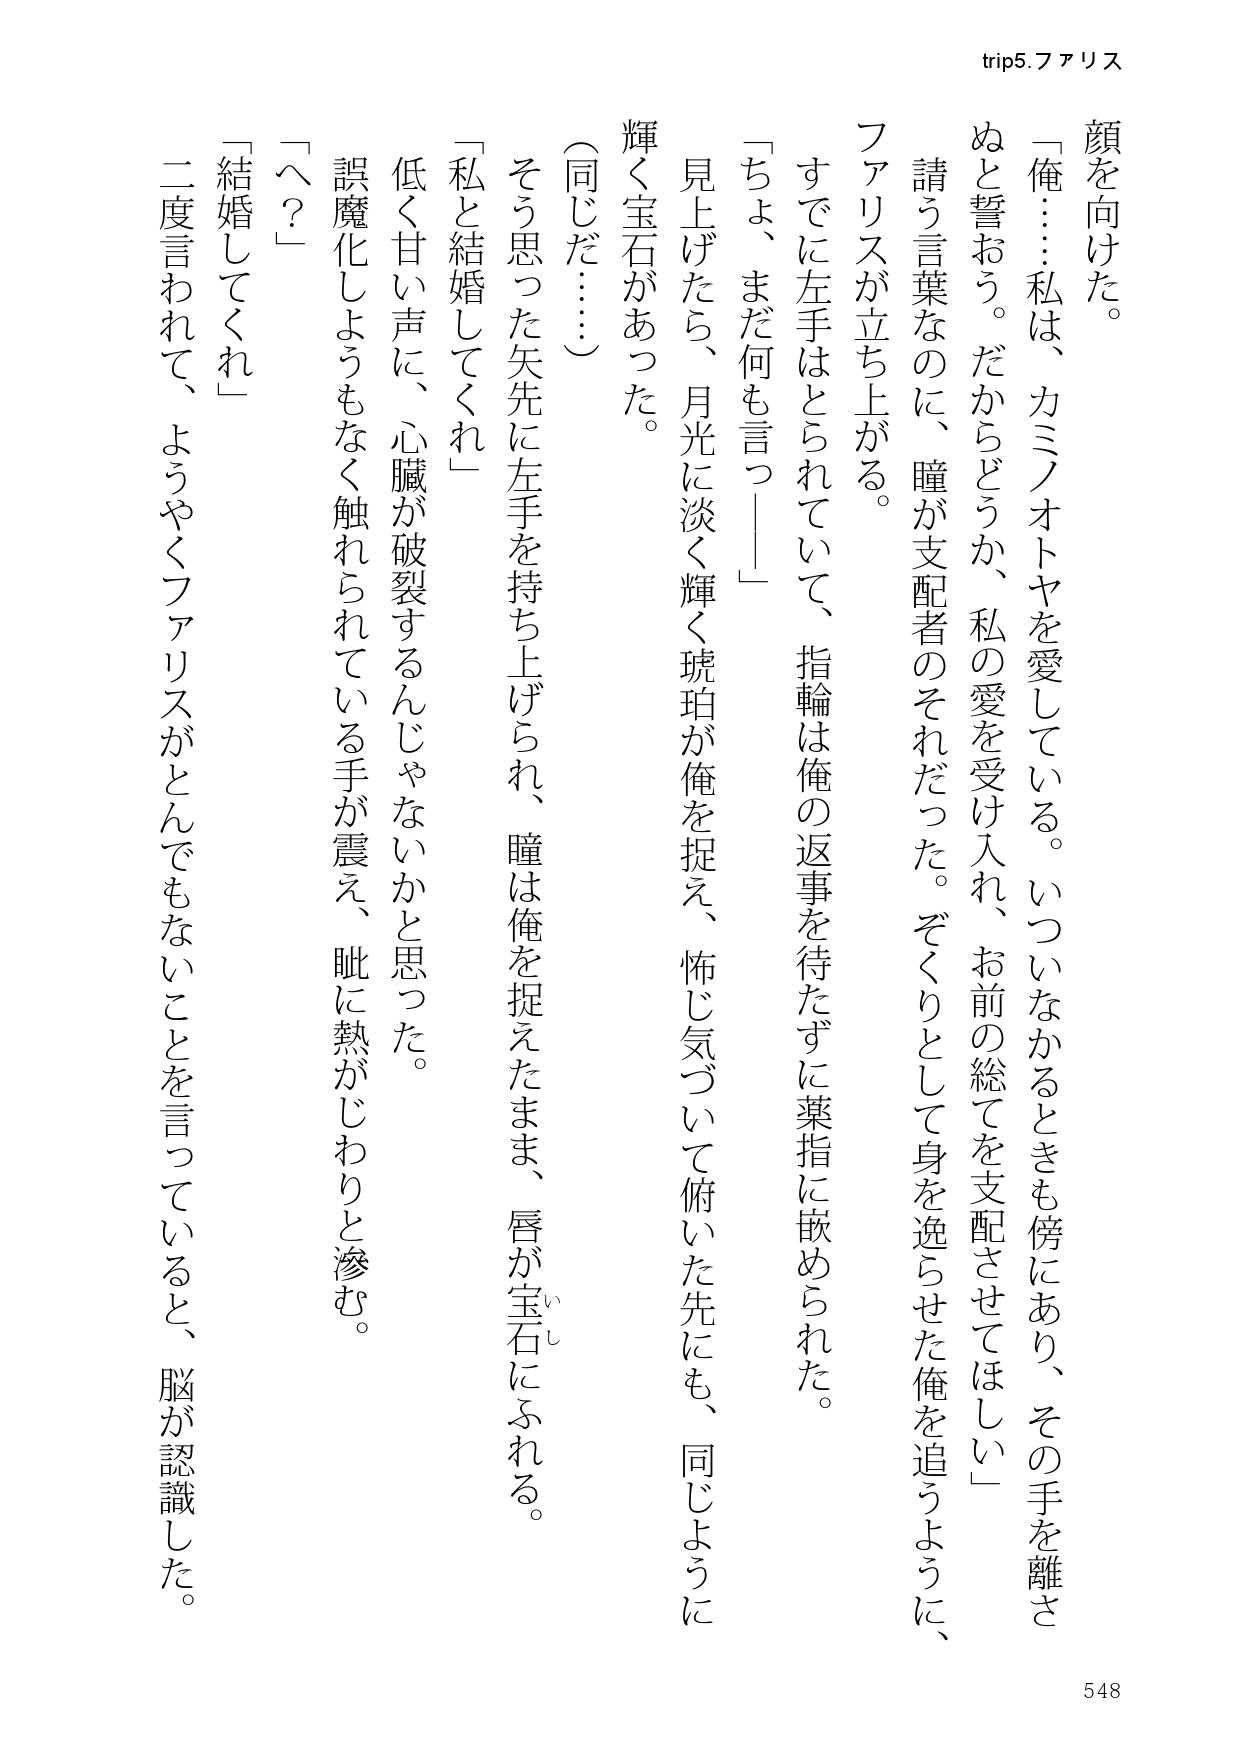 trip5.ファリス
顔を向けた。
「俺……私は、カミノオトヤを愛している。いついなかるときも傍にあり、その手を離さ
ぬと誓おう。だからどうか、私の愛を受け入れ、お前の総てを支配させてほしい」
請う言葉なのに、瞳が支配者のそれだった。ぞくりとして身を逸らせた俺を追うように、
ファリスが立ち上がる。
すでに左手はとられていて、指輪は俺の返事を待たずに薬指に嵌められた。
「ちょ、まだ何も言っ――」
見上げたら、月光に淡く輝く琥珀が俺を捉え、怖じ気づいて俯いた先にも、同じように
輝く宝石があった。
(同じだ……)
そう思った矢先に左手を持ち上げられ、瞳は俺を捉えたまま、唇が宝石いしにふれる。
「私と結婚してくれ」
低く甘い声に、心臓が破裂するんじゃないかと思った。
誤魔化しようもなく触れられている手が震え、眦に熱がじわりと滲む。
「へ？」
「結婚してくれ」
二度言われて、ようやくファリスがとんでもないことを言っていると、脳が認識した。
548